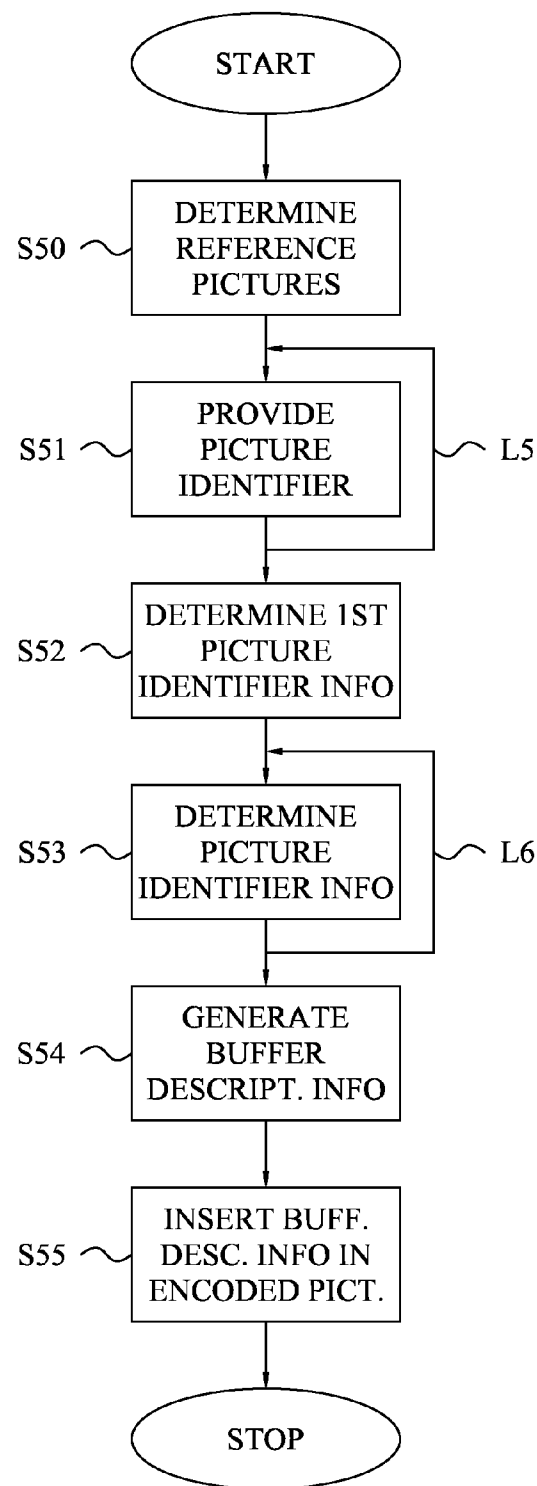 START
DETERMINE
REFERENCE
PICTURES
S50
PROVIDE
PICTURE
IDENTIFIER
S51
L5
DETERMINE 1ST
PICTURE
IDENTIFIER INFO
S52
DETERMINE
PICTURE
IDENTIFIER INFO
S53
L6
GENERATE
BUFFER
DESCRIPT. INFO
S54
INSERT BUFF.
DESC. INFO IN
ENCODED PICT.
S55
STOP